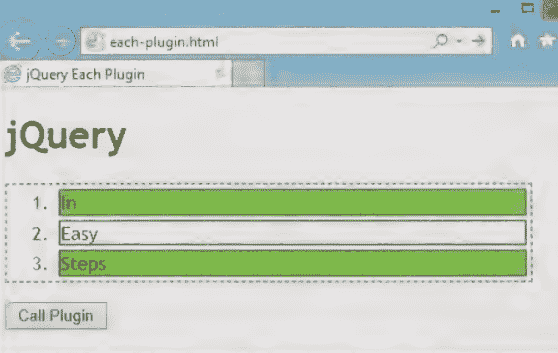 each-plugin.html
jQuery Each Plugin
jQuery
1. In
2. Easy
3. Steps
Call Plugin